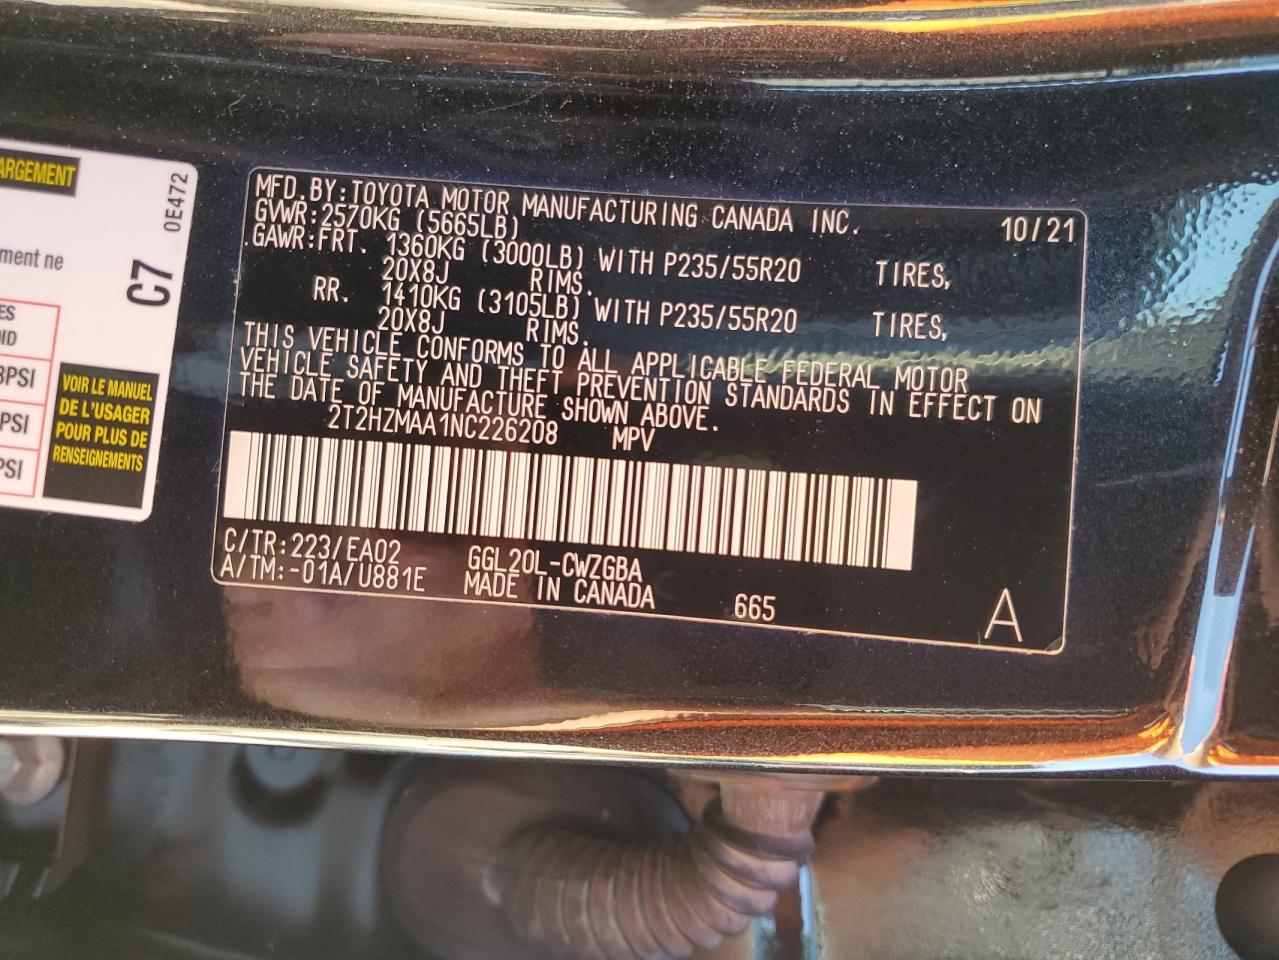 ARGEMENT
0E472
ment ne
C7
ES
OID
3PSI
PSI
PSI
VOIR LE MANUEL
DE L'USAGER
POUR PLUS DE
RENSEIGNEMENTS
MFD.BY:TOYOTA MOTOR MANUFACTURING CANADA INC. 10/21
GVWR:2570KG (5665LB)
GAWR:FRT. 1360KG (3000LB) WITH P235/55R20 TIRES,
20X8J RIMS.
RR. 1410KG (3105LB) WITH P235/55R20 TIRES,
20X8J RIMS.
THIS VEHICLE CONFORMS TO ALL APPLICABLE FEDERAL MOTOR
VEHICLE SAFETY AND THEFT PREVENTION STANDARDS IN EFFECT ON
THE DATE OF MANUFACTURE SHOWN ABOVE.
2T2HZMAA1NC226208 MPV
C/TR:223/EA02 GGL20L-CWZGBA
A/TM:-01A/U881E MADE IN CANADA 665 A